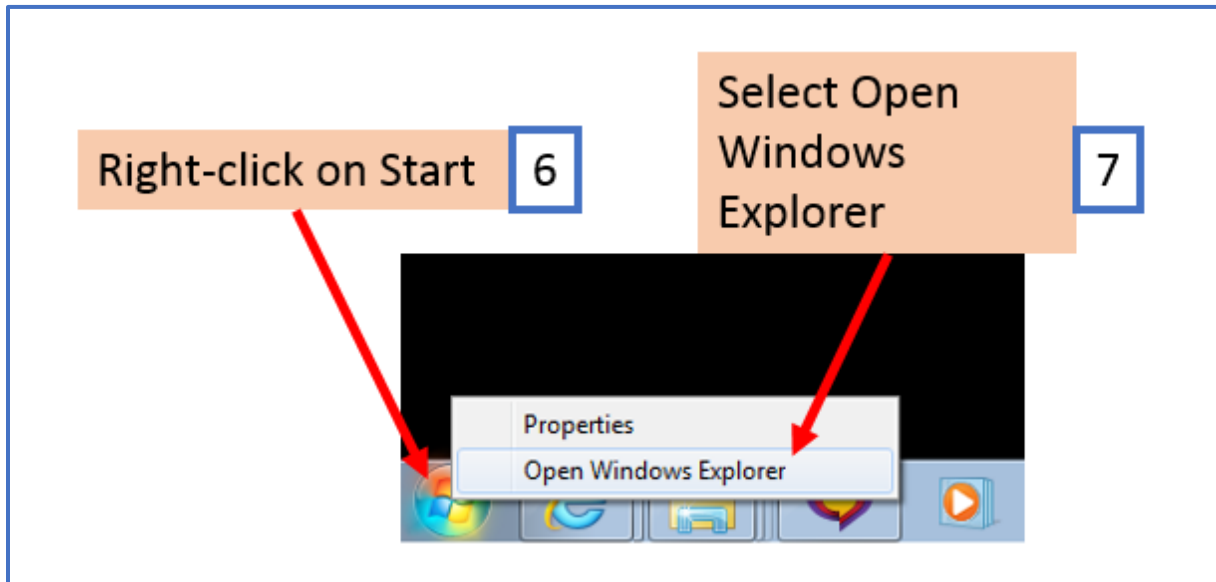 Right-click on Start
6
Select Open
Windows
Explorer
7
Properties
Open Windows Explorer